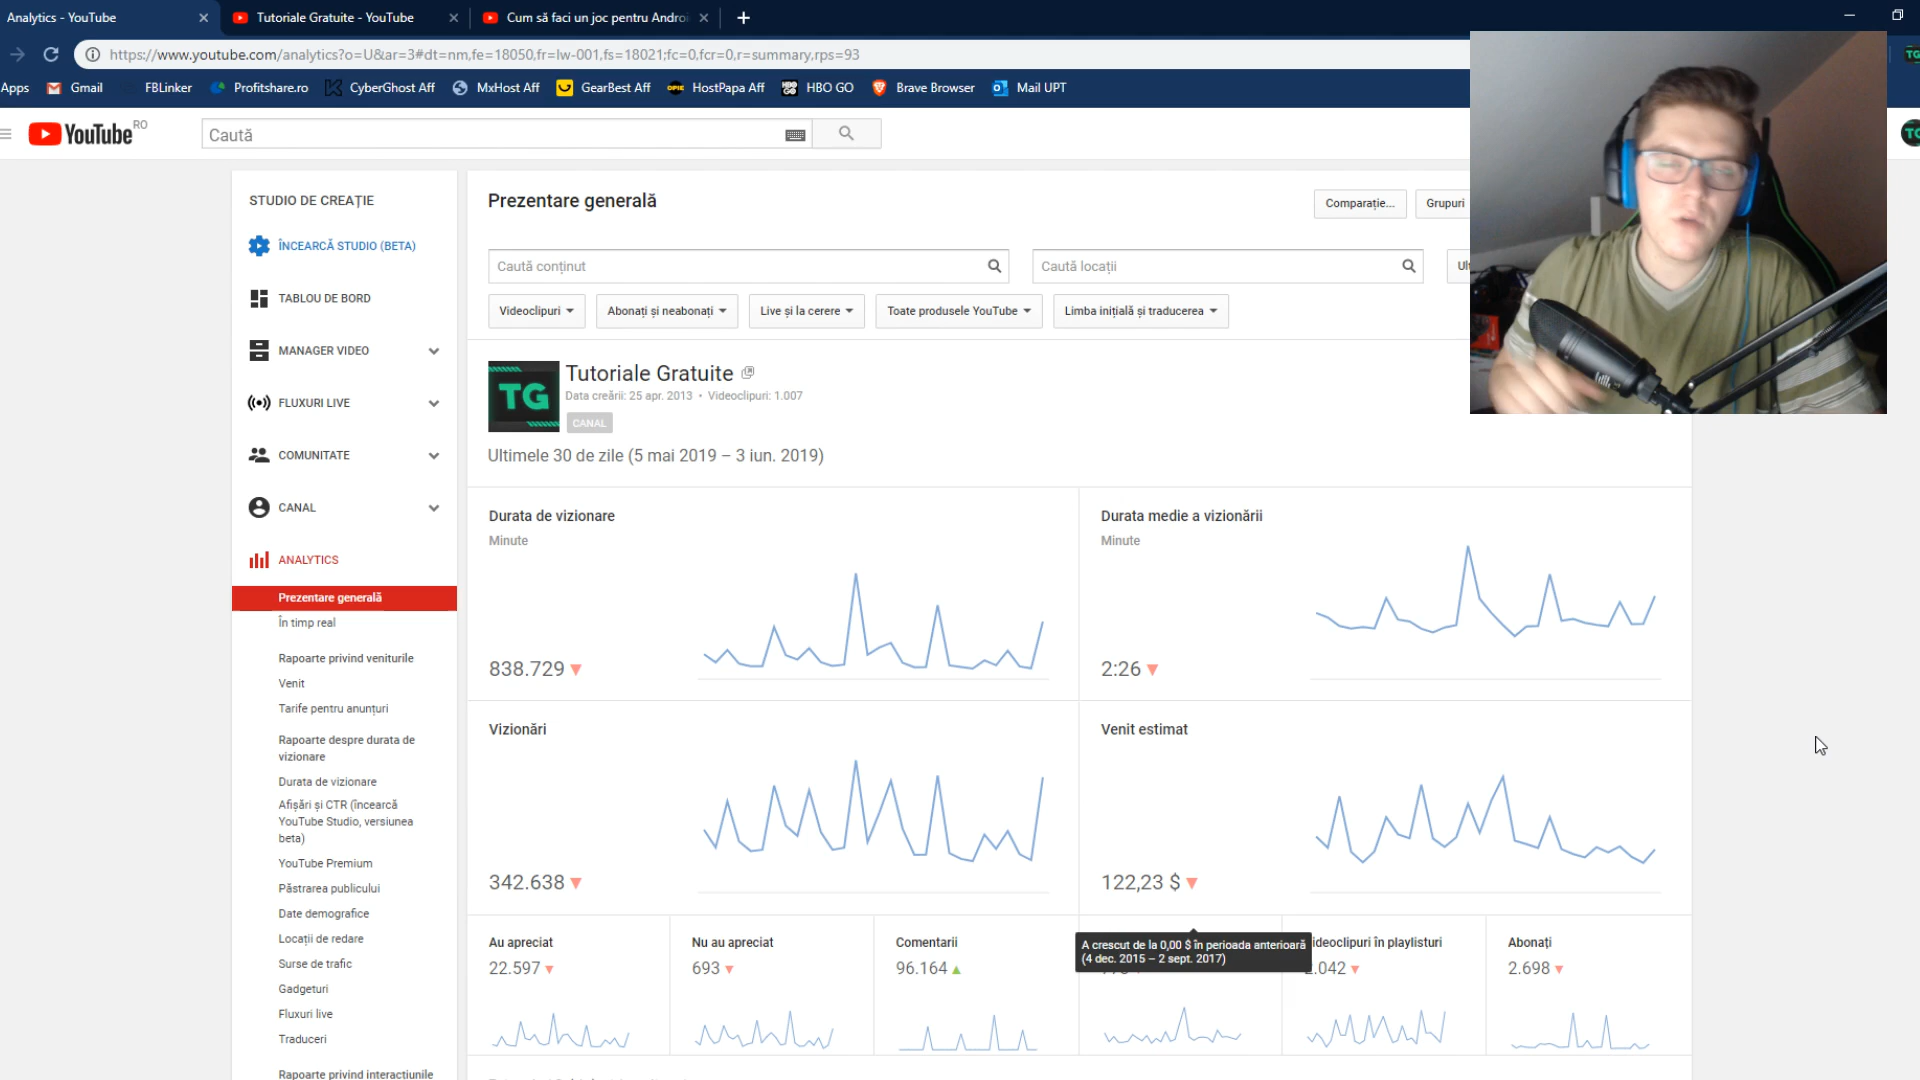 Analytics - YouTube
Tutoriale Gratuite - YouTube
Cum să faci un joc pentru Androi
https://www.youtube.com/analytics?o=U&ar=3#dt=nm,fe=18050,fr=lw-001,fs=18021;fc=0,fcr=0,r=summary,rps=93
Apps
Gmail
FBLinker
Profitshare.ro
CyberGhost Aff
MxHost Aff
GearBest Aff
HostPapa Aff
HBO GO
Brave Browser
Mail UPT
YouTube RO
Caută
STUDIO DE CREAȚIE
ÎNCEARCĂ STUDIO (BETA)
TABLOU DE BORD
MANAGER VIDEO
FLUXURI LIVE
COMUNITATE
CANAL
ANALYTICS
Prezentare generală
În timp real
Rapoarte privind veniturile
Venit
Tarife pentru anunțuri
Rapoarte despre durata de
vizionare
Durata de vizionare
Afișări și CTR (încearcă
YouTube Studio, versiunea
beta)
YouTube Premium
Păstrarea publicului
Date demografice
Locații de redare
Surse de trafic
Gadgeturi
Fluxuri live
Traduceri
Rapoarte privind interacțiunile
Prezentare generală
Comparație...
Grupuri
Caută conținut
Caută locații
Ult
Videoclipuri
Abonați și neabonați
Live și la cerere
Toate produsele YouTube
Limba inițială și traducerea
TG
Tutoriale Gratuite
Data creării: 25 apr. 2013 • Videoclipuri: 1.007
CANAL
Ultimele 30 de zile (5 mai 2019 – 3 iun. 2019)
Durata de vizionare
Minute
838.729
Durata medie a vizionării
Minute
2:26
Vizionări
342.638
Venit estimat
122,23 $
Au apreciat
22.597
Nu au apreciat
693
Comentarii
96.164
A crescut de la 0,00 $ în perioada anterioară
(4 dec. 2015 – 2 sept. 2017)
ideoclipuri în playlisturi
2.042
Abonați
2.698